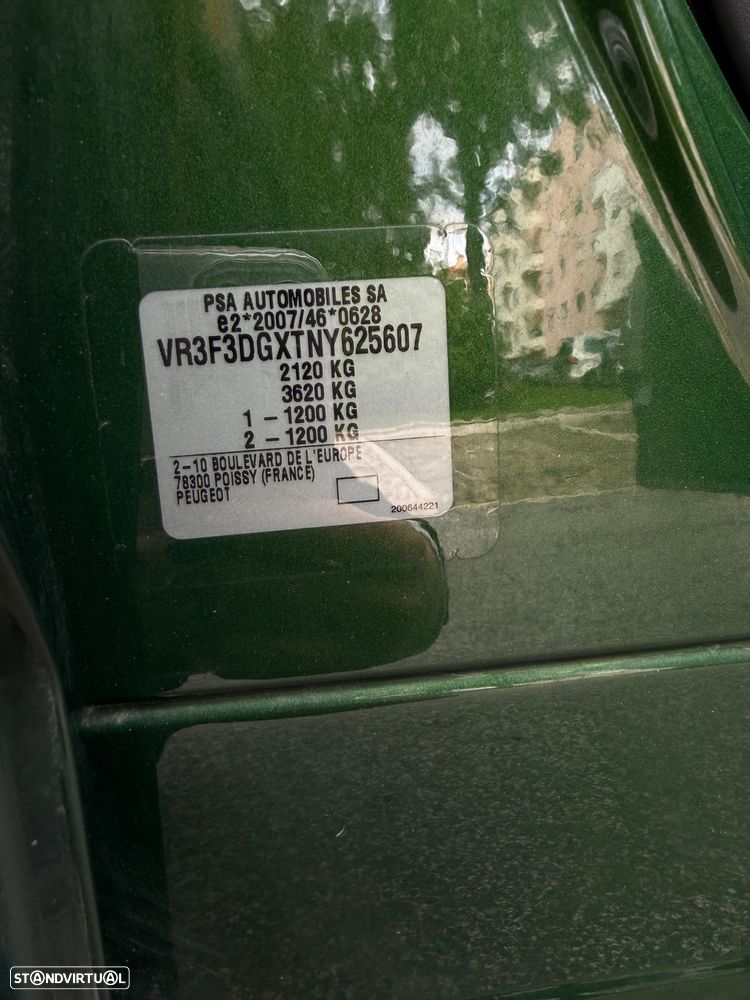 PSA AUTOMOBILES SA
e2*2007/46*0628
VR3F3DGXTNY625607
2120 KG
3620 KG
1 - 1200 KG
2 - 1200 KG
2-10 BOULEVARD DE L'EUROPE
78300 POISSY (FRANCE)
PEUGEOT
200644221
STANDVIRTUAL